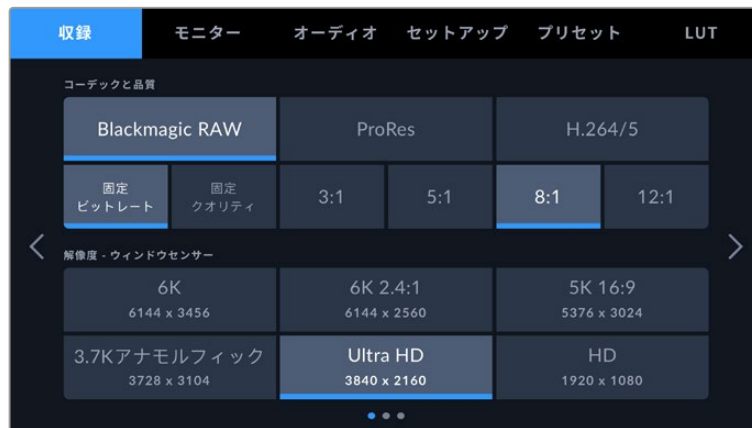 収録 モニター オーディオ セットアップ プリセット LUT
コーデックと品質
Blackmagic RAW ProRes H.264/5
固定
ビットレート
固定
クオリティ
3:1 5:1 8:1 12:1
解像度 - ウィンドウセンサー
6K 6K 2.4:1 5K 16:9
6144 x 3456 6144 x 2560 5376 x 3024
3.7Kアナモルフィック Ultra HD HD
3728 x 3104 3840 x 2160 1920 x 1080